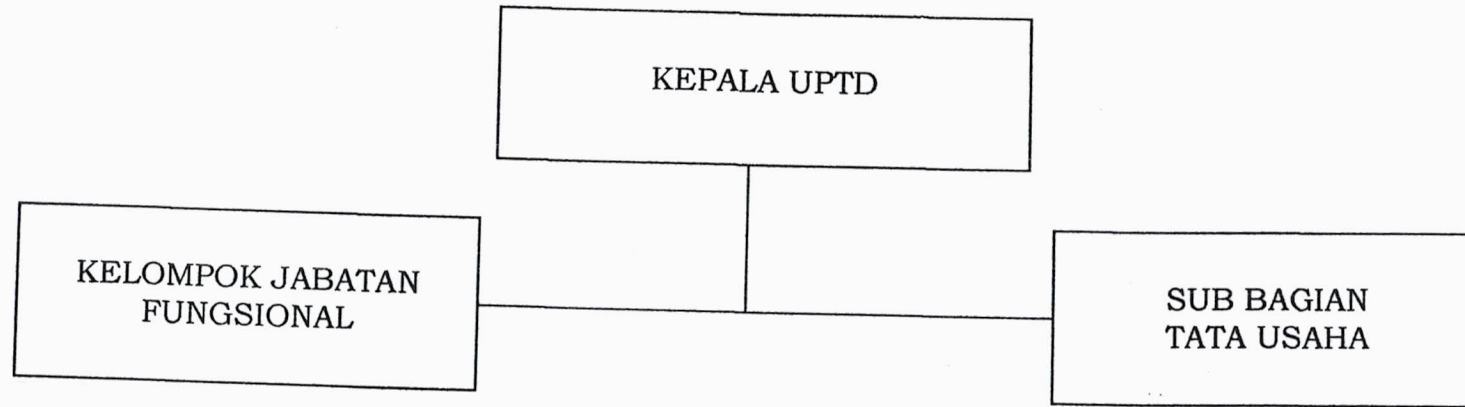 KEPALA UPTD
KELOMPOK JABATAN
FUNGSIONAL
SUB BAGIAN
TATA USAHA